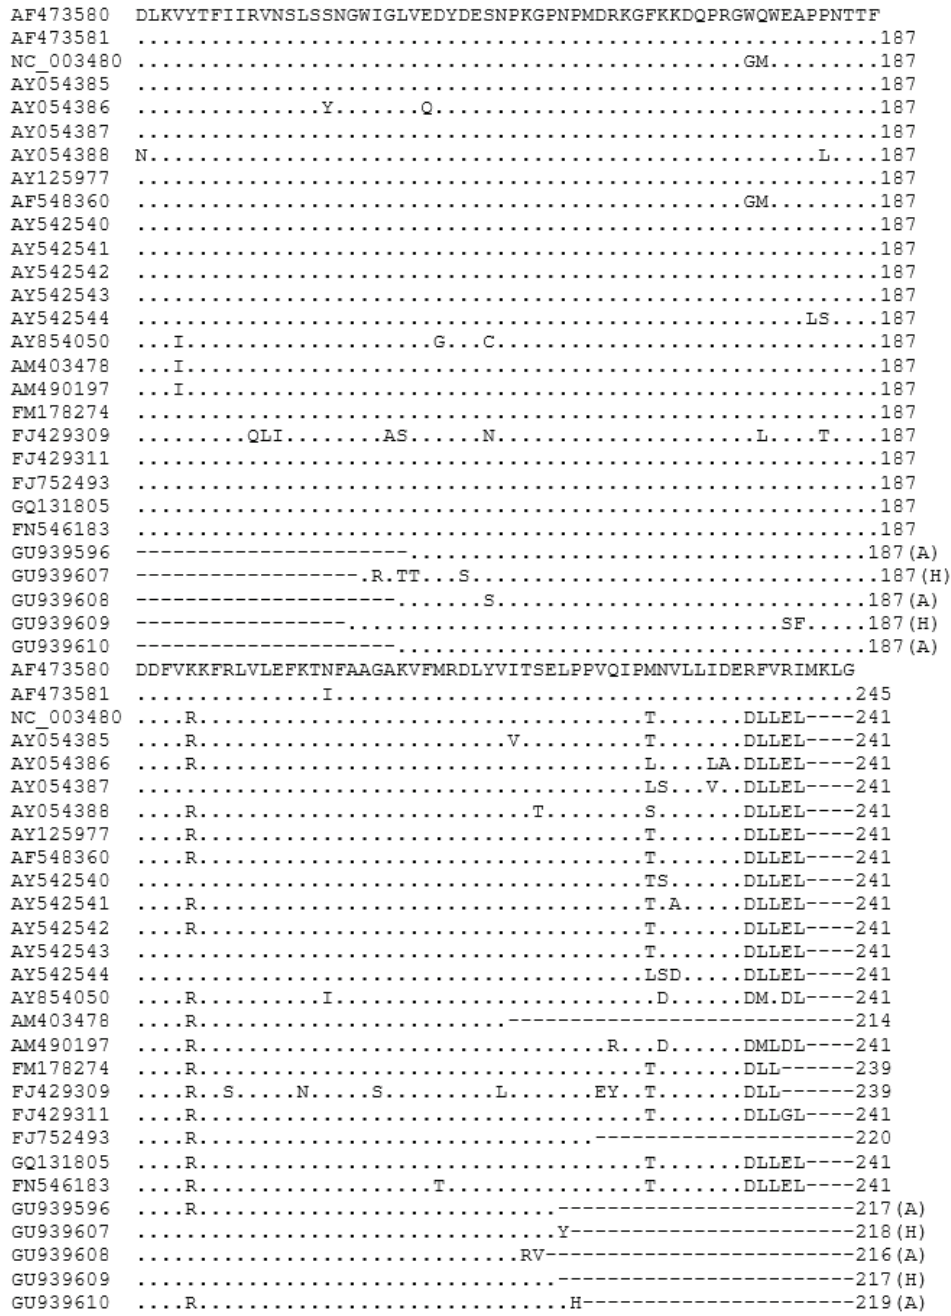 AF473580 DLKVYTFIIRVNSLSSNGWIGLVEDYDESNPKGPNPMDRKGFKKDQPRGWQWEAPPNTTF
AF473581 ............................................................187
NC_003480 .................................................GM.........187
AY054385 ............................................................187
AY054386 ...............Y.......Q....................................187
AY054387 ............................................................187
AY054388 N......................................................L....187
AY125977 ............................................................187
AF548360 .................................................GM.........187
AY542540 ............................................................187
AY542541 ............................................................187
AY542542 ............................................................187
AY542543 ............................................................187
AY542544 ......................................................LS....187
AY854050 ...I....................G...C...............................187
AM403478 ...I........................................................187
AM490197 ...I........................................................187
FM178274 ............................................................187
FJ429309 .........QLI........AS......N.....................L....T....187
FJ429311 ............................................................187
FJ752493 ............................................................187
GQ131805 ............................................................187
FN546183 ............................................................187
GU939596 ----------------------.....................................187(A)
GU939607 ------------------.R.TT...S................................187(H)
GU939608 ---------------------.......S..............................187(A)
GU939609 -----------------...................................SF.....187(H)
GU939610 ---------------------......................................187(A)
AF473580 DDFVKKFRLVLEFKTNFAAGAKVFMRDLYVITSELPPVQIPMNVLLIDERFVRIMKLG
AF473581 ...............I..........................................245
NC_003480 ....R....................................T.......DLLEL----241
AY054385 ....R.........................V..........T.......DLLEL----241
AY054386 ....R....................................L....LA.DLLEL----241
AY054387 .........................................LS...V..DLLEL----241
AY054388 ....R...........................T........S.......DLLEL----241
AY125977 ....R....................................T.......DLLEL----241
AF548360 ....R....................................T.......DLLEL----241
AY542540 .........................................TS......DLLEL----241
AY542541 ....R....................................T.A.....DLLEL----241
AY542542 ....R....................................T.......DLLEL----241
AY542543 .........................................T.......DLLEL----241
AY542544 .........................................LSD.....DLLEL----241
AY854050 ....R..........I..........................D......DM.DL----241
AM403478 ....R.........................----------------------------214
AM490197 ....R.................................R...D......DMLDL----241
FM178274 ....R....................................T.......DLL------239
FJ429309 ....R..S.....N.....S.........L.......EY..T.......DLL------239
FJ429311 ....R....................................T.......DLLGL----241
FJ752493 ....R................................---------------------220
GQ131805 ....R....................................T.......DLLEL----241
FN546183 ....R...................T................T.......DLLEL----241
GU939596 ....R.............................------------------------217(A)
GU939607 ..................................Y-----------------------218(H)
GU939608 ...............................RV-------------------------216(A)
GU939609 ..................................------------------------217(H)
GU939610 ....R..............................H----------------------219(A)